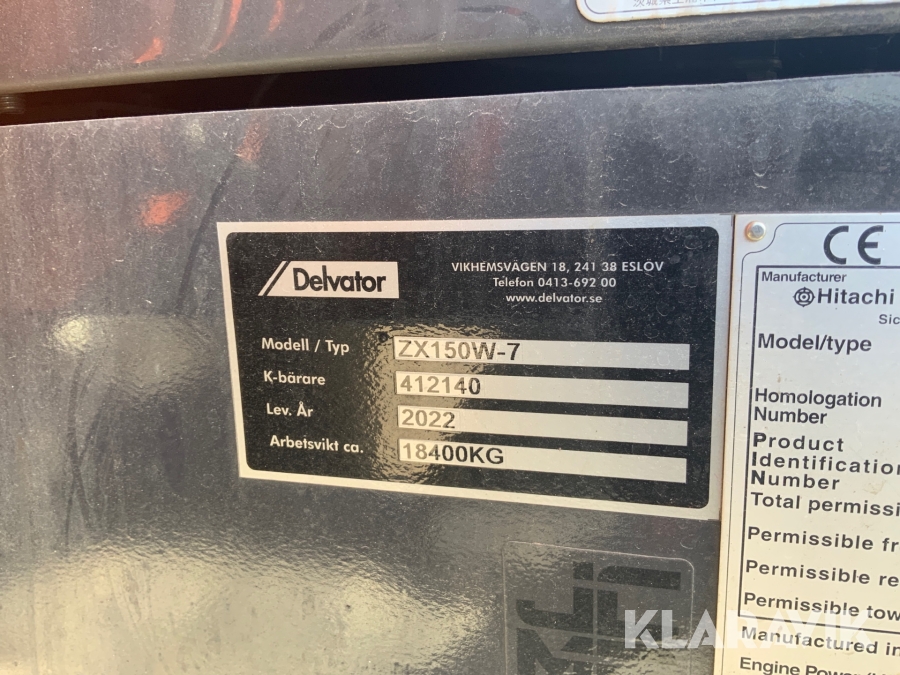 Delvator
VIKHEMSVÄGEN 18, 241 38 ESLÖV
Telefon 0413-692 00
www.delvator.se
Modell / Typ ZX150W-7
K-bärare 412140
Lev. År 2022
Arbetsvikt ca. 18400KG
CE
Manufacturer
Hitachi
Model/type
Homologation
Number
Product
Identification
Number
Total permissi
Permissible fr
Permissible re
Permissible tow
Manufactured in
Engine Power
KLARAVIK